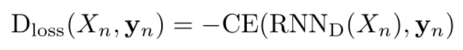 D_loss(X_n, y_n) = −CE(RNN_D(X_n), y_n)